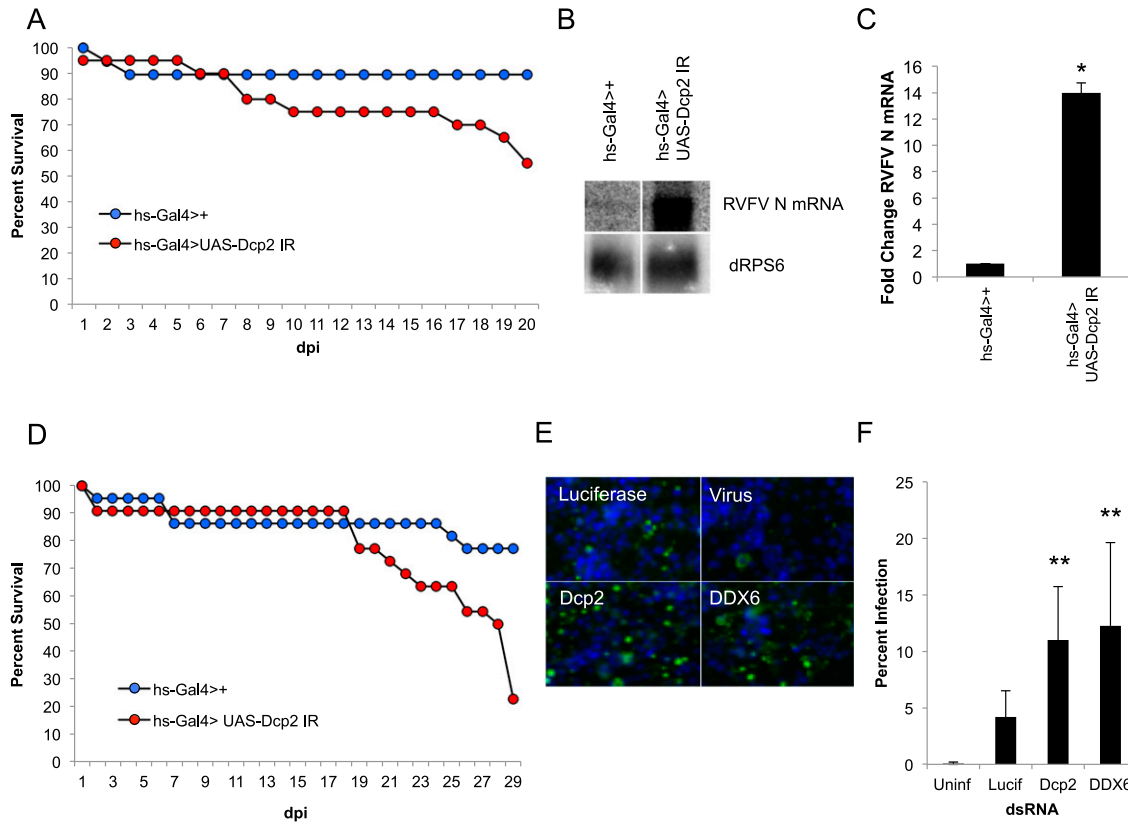 A
100
90
80
70
60
50
40
30
20
10
0
Percent Survival
hs-Gal4>+
hs-Gal4>UAS-Dcp2 IR
1 2 3 4 5 6 7 8 9 10 11 12 13 14 15 16 17 18 19 20
dpi
B
hs-Gal4>+
hs-Gal4>
UAS-Dcp2 IR
RVFV N mRNA
dRPS6
C
Fold Change RVFV N mRNA
16
14
12
10
8
6
4
2
0
*
hs-Gal4>+
hs-Gal4>
UAS-Dcp2 IR
D
100
90
80
70
60
50
40
30
20
10
0
Percent Survival
hs-Gal4>+
hs-Gal4> UAS-Dcp2 IR
1 3 5 7 9 11 13 15 17 19 21 23 25 27 29
dpi
E
Luciferase
Virus
Dcp2
DDX6
F
Percent Infection
25
20
15
10
5
0
**
**
Uninf Lucif Dcp2 DDX6
dsRNA